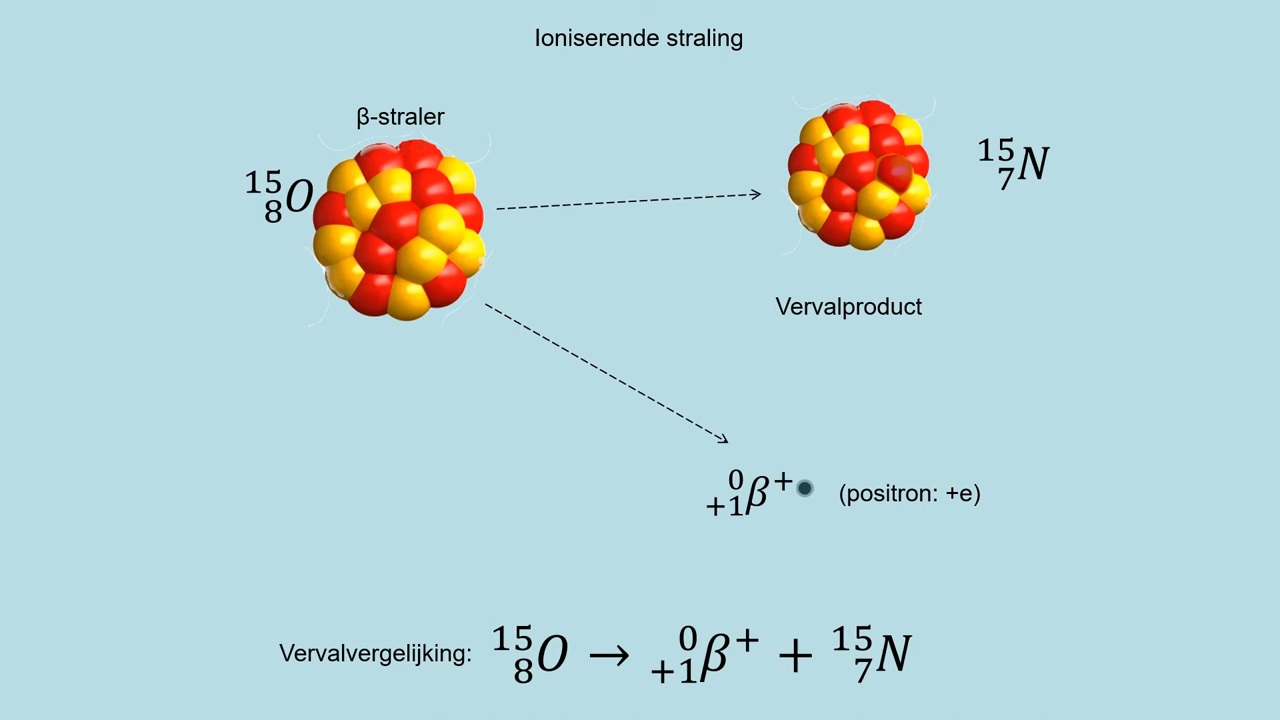 Ioniserende straling
β-straler
¹⁵₈O
¹⁵₇N
Vervalproduct
⁰₊₁β⁺ (positron: +e)
Vervalvergelijking: ¹⁵₈O → ⁰₊₁β⁺ + ¹⁵₇N